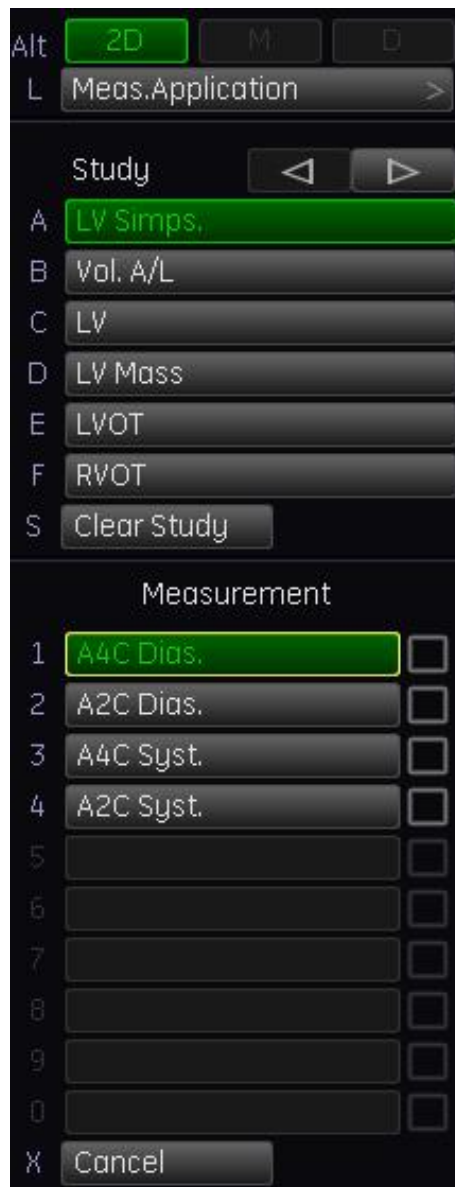 Alt 2D M D
L Meas.Application >
Study
A LV Simps.
B Vol. A/L
C LV
D LV Mass
E LVOT
F RVOT
S Clear Study
Measurement
1 A4C Dias.
2 A2C Dias.
3 A4C Syst.
4 A2C Syst.
5
6
7
8
9
0
X Cancel